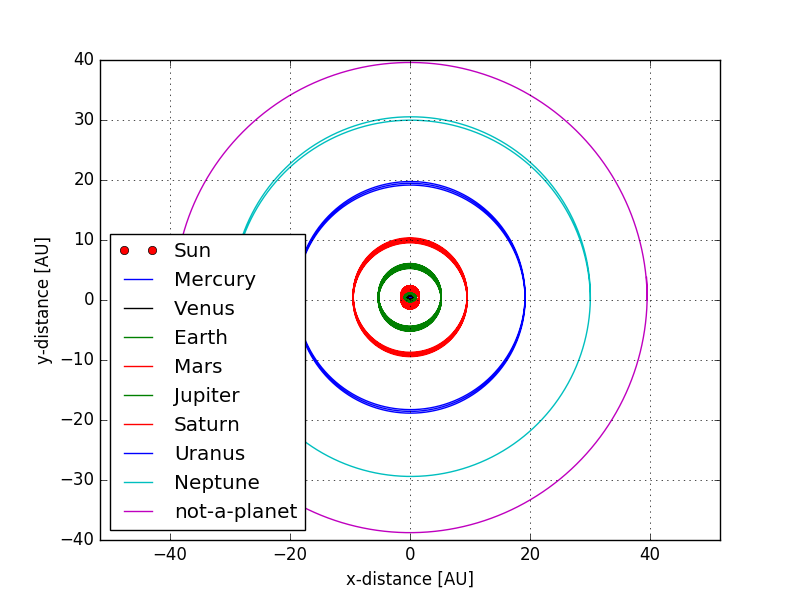 40
30
20
10
0
−10
−20
−30
−40
y-distance [AU]
Sun
Mercury
Venus
Earth
Mars
Jupiter
Saturn
Uranus
Neptune
not-a-planet
−40 −20 0 20 40
x-distance [AU]